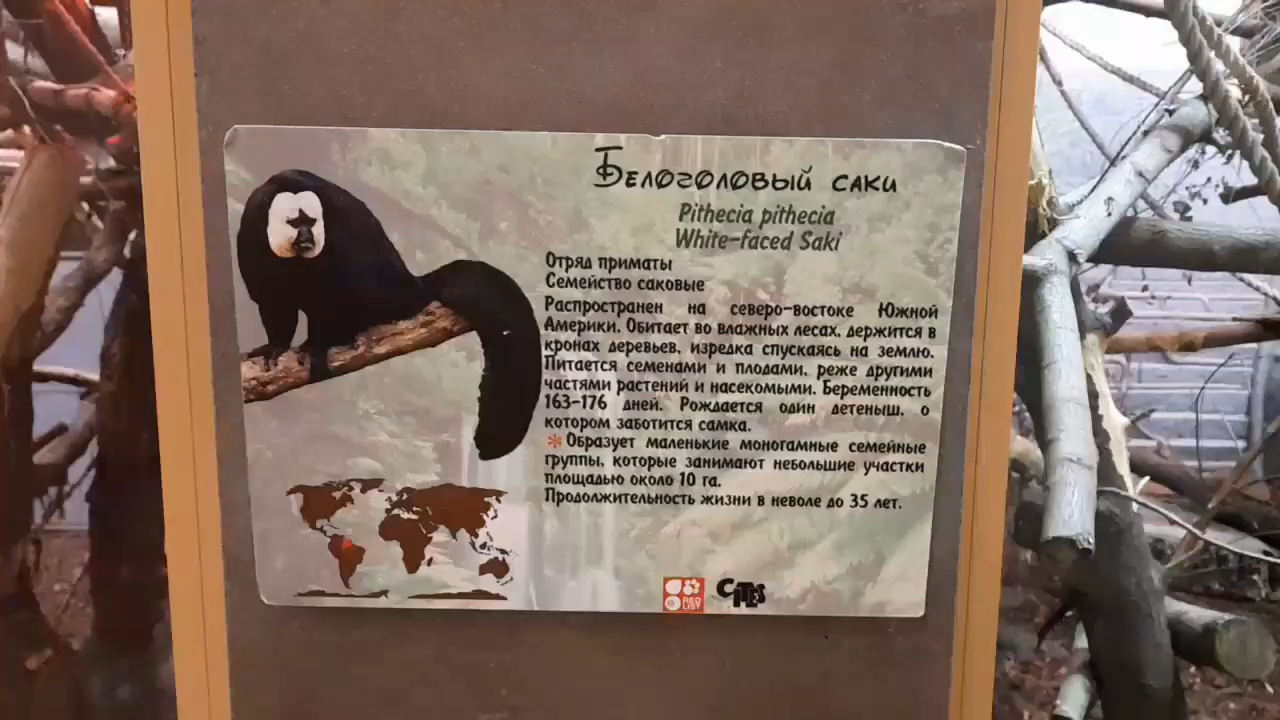 Белоголовый саки
Pithecia pithecia
White-faced Saki
Отряд приматы
Семейство саковые
Распространен на северо-востоке Южной
Америки. Обитает во влажных лесах, держится в
кронах деревьев, изредка спускаясь на землю.
Питается семенами и плодами, реже другими
частями растений и насекомыми. Беременность
163-176 дней. Рождается один детеныш, о
котором заботится самка.
* Образует маленькие моногамные семейные
группы, которые занимают небольшие участки
площадью около 10 га.
Продолжительность жизни в неволе до 35 лет.
RED
LIST
CITES